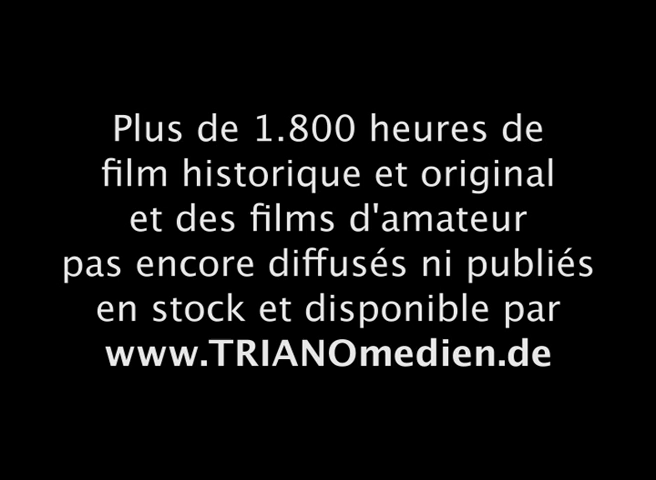 Plus de 1.800 heures de
film historique et original
et des films d'amateur
pas encore diffusés ni publiés
en stock et disponible par
www.TRIANOmedien.de